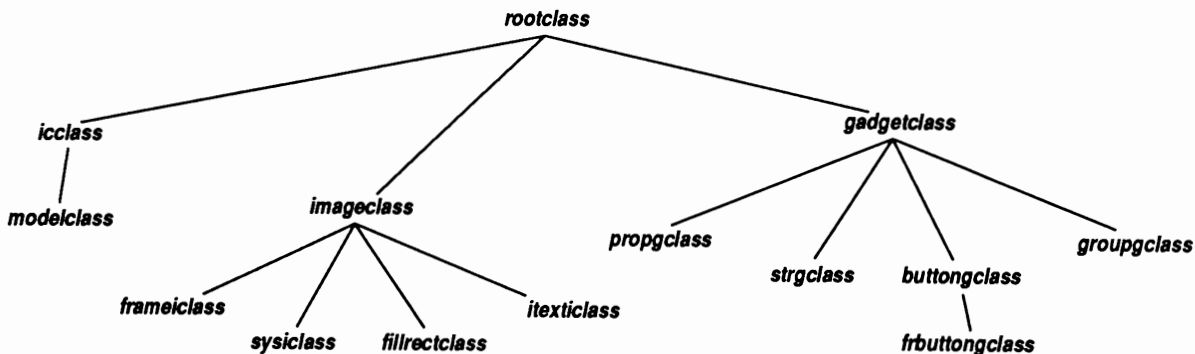 rootclass
icclass
gadgetclass
modelclass
imageclass
propgclass
groupgclass
strgclass
buttongclass
frameiclass
itexticlass
sysiclass
fillrectclass
frbuttongclass